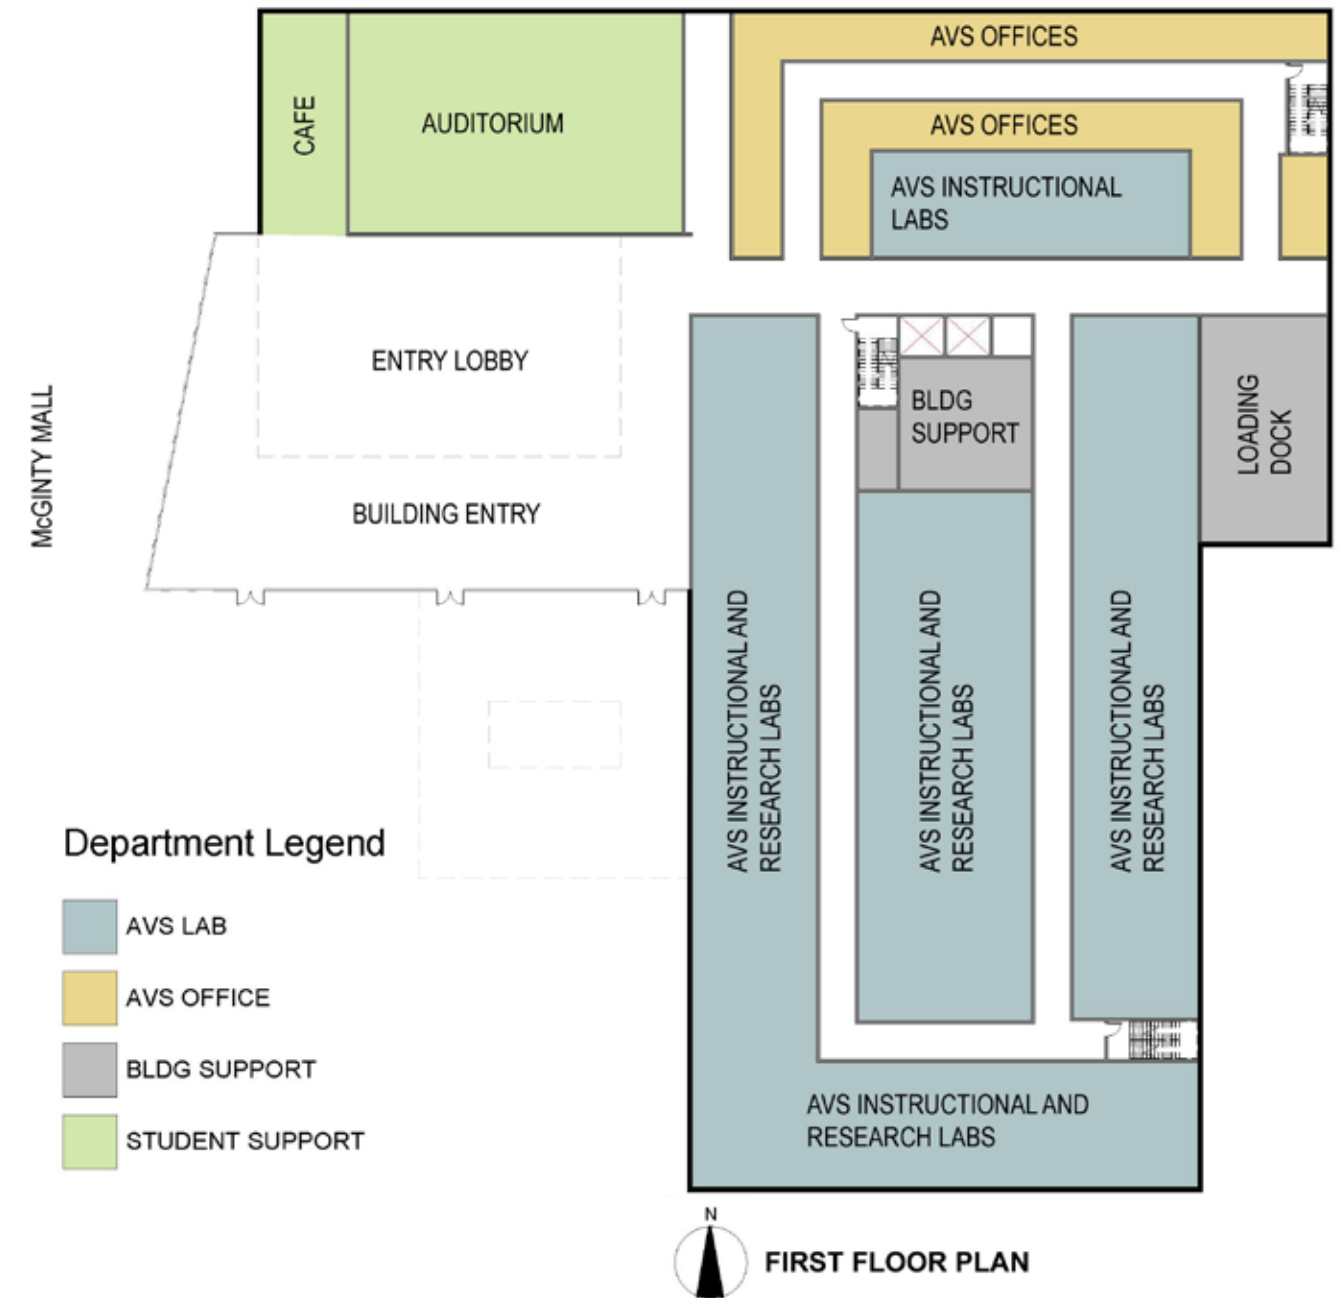 AVS OFFICES
CAFE
AUDITORIUM
AVS OFFICES
AVS INSTRUCTIONAL
LABS
ENTRY LOBBY
BLDG
SUPPORT
LOADING
DOCK
McGINTY MALL
BUILDING ENTRY
AVS INSTRUCTIONAL AND
RESEARCH LABS
AVS INSTRUCTIONAL AND
RESEARCH LABS
AVS INSTRUCTIONAL AND
RESEARCH LABS
AVS INSTRUCTIONAL AND
RESEARCH LABS
Department Legend
AVS LAB
AVS OFFICE
BLDG SUPPORT
STUDENT SUPPORT
N
FIRST FLOOR PLAN